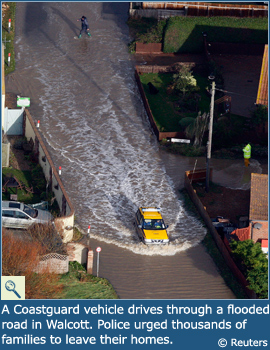 A Coastguard vehicle drives through a flooded
road in Walcott. Police urged thousands of
families to leave their homes. © Reuters